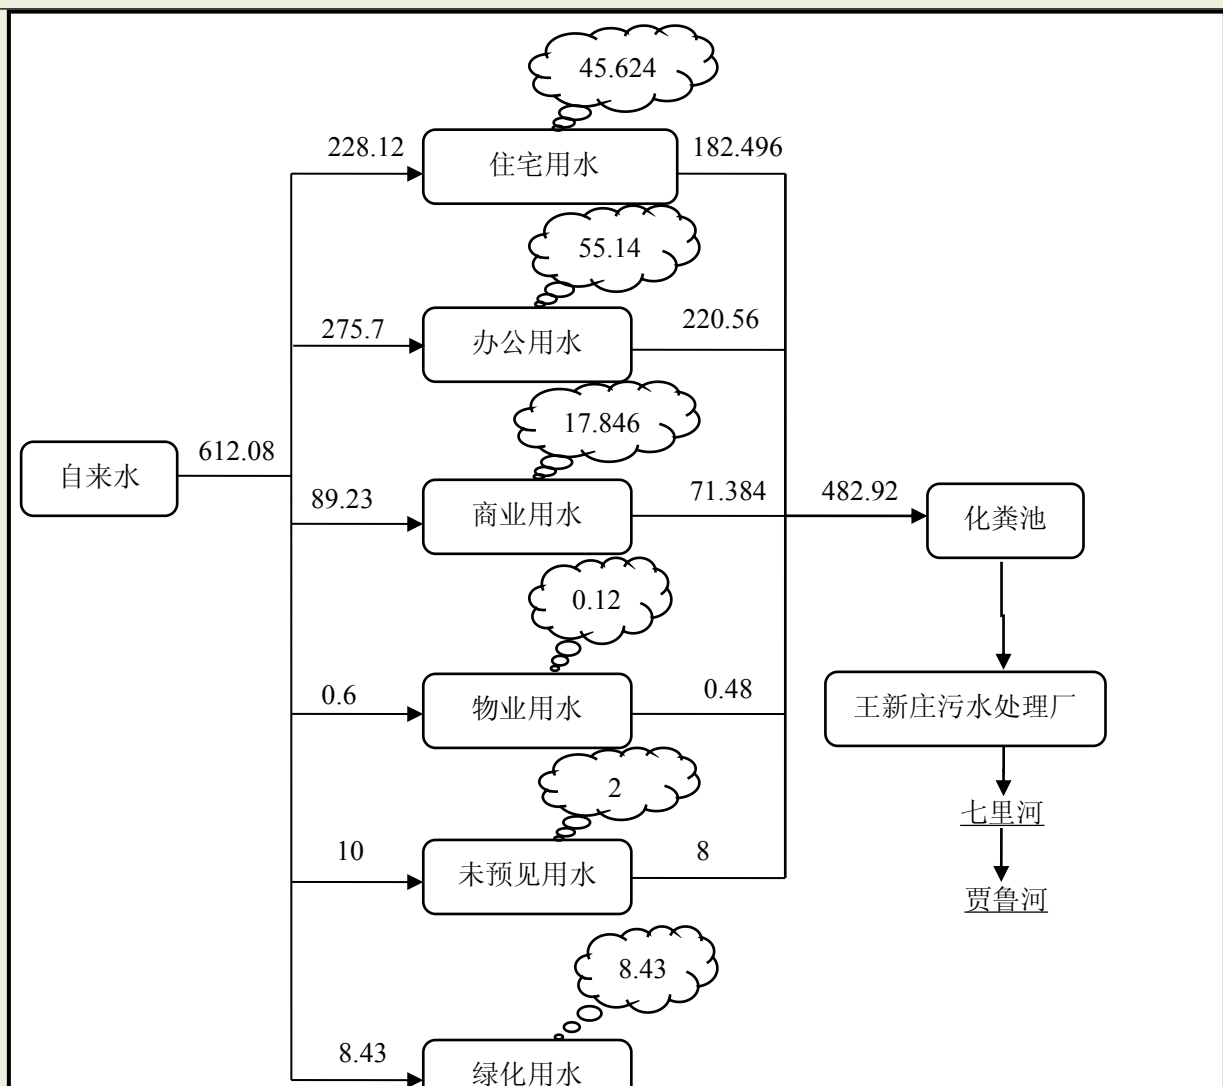 45.624
228.12
住宅用水
182.496
55.14
275.7
办公用水
220.56
17.846
自来水
612.08
89.23
商业用水
71.384
482.92
化粪池
0.12
0.6
物业用水
0.48
王新庄污水处理厂
2
七里河
10
未预见用水
8
贾鲁河
8.43
8.43
绿化用水